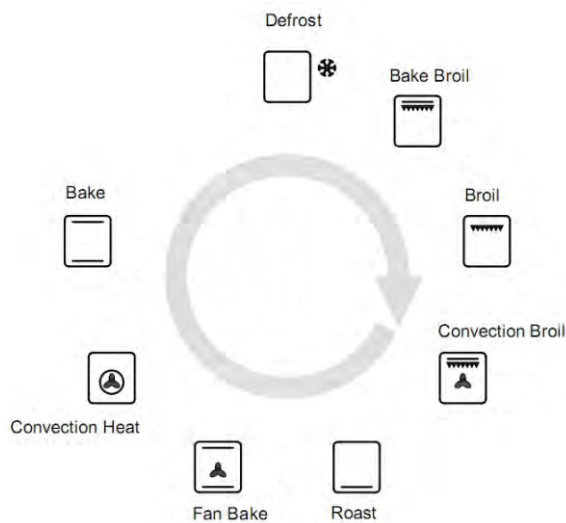 Defrost
Bake Broil
Bake
Broil
Convection Broil
Convection Heat
Fan Bake
Roast